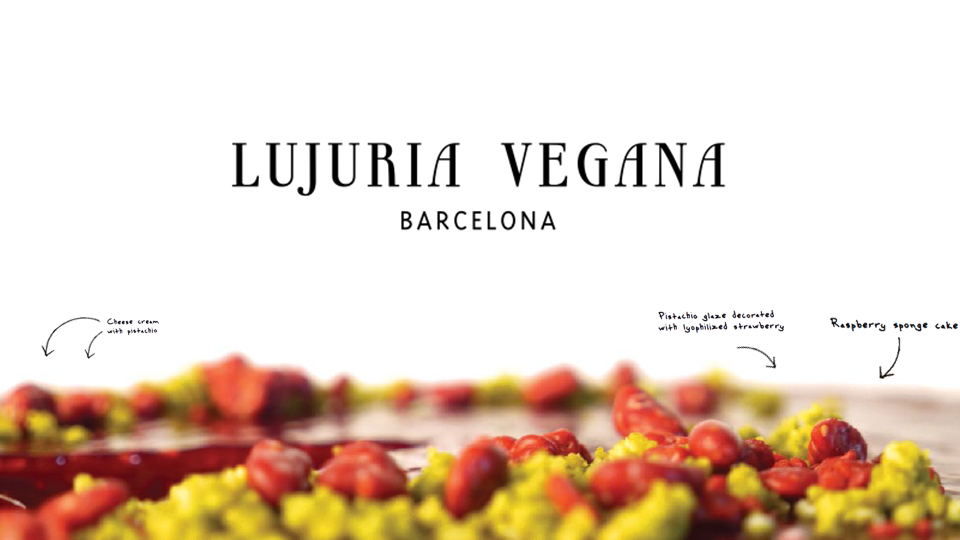 LUJURIA VEGANA
BARCELONA
Cheese cream
with pistachio
Pistachio glaze decorated
with lyophilized strawberry
Raspberry sponge cake